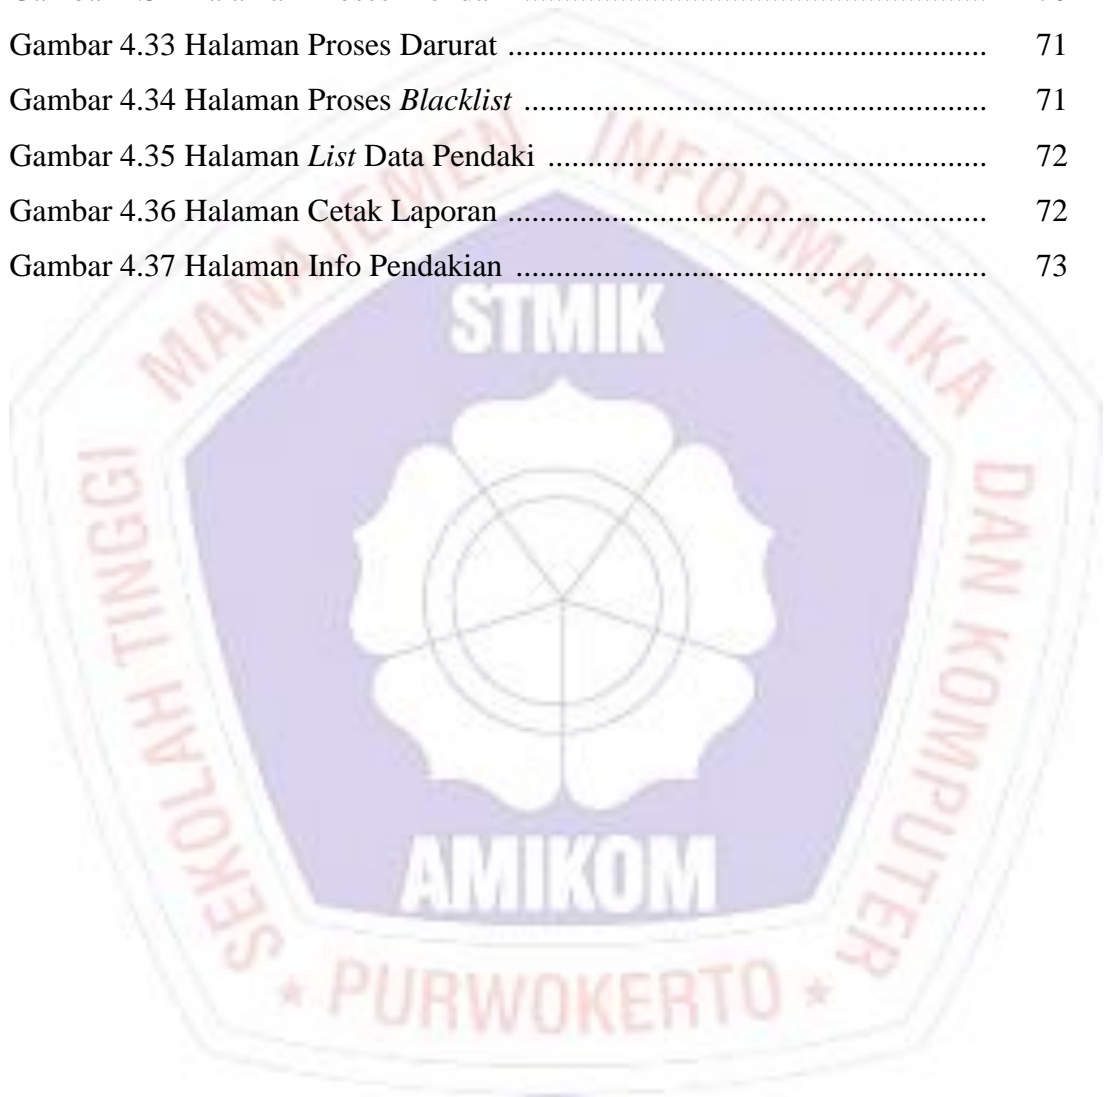 Gambar 4.33 Halaman Proses Darurat ............................................................. 71
Gambar 4.34 Halaman Proses Blacklist ........................................................... 71
Gambar 4.35 Halaman List Data Pendaki ........................................................ 72
Gambar 4.36 Halaman Cetak Laporan ............................................................. 72
Gambar 4.37 Halaman Info Pendakian ............................................................ 73
SEKOLAH TINGGI MANAJEMEN INFORMATIKA DAN KOMPUTER
STMIK
AMIKOM
* PURWOKERTO *